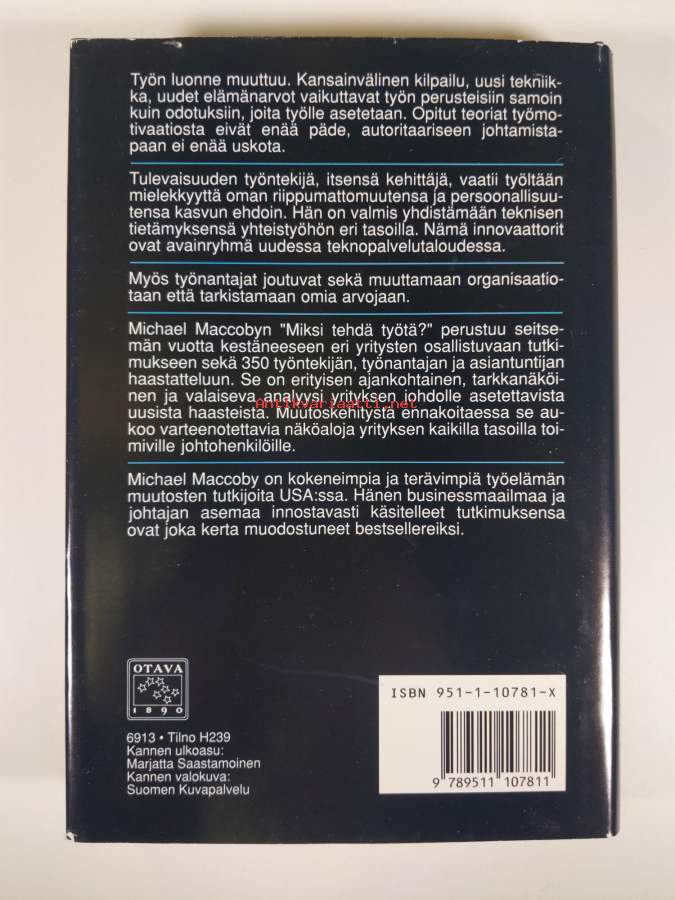 Työn luonne muuttuu. Kansainvälinen kilpailu, uusi tekniik-
ka, uudet elämänarvot vaikuttavat työn perusteisiin samoin
kuin odotuksiin, joita työlle asetetaan. Opitut teoriat työmo-
tivaatiosta eivät enää päde, autoritaariseen johtamista-
paan ei enää uskota.
Tulevaisuuden työntekijä, itsensä kehittäjä, vaatii työltään
mielekkyyttä oman riippumattomuutensa ja persoonallisuu-
tensa kasvun ehdoin. Hän on valmis yhdistämään teknisen
tietämyksensä yhteistyöhön eri tasoilla. Nämä innovaattorit
ovat avainryhmä uudessa teknopalvelutaloudessa.
Myös työnantajat joutuvat sekä muuttamaan organisaatio-
taan että tarkistamaan omia arvojaan.
Michael Maccobyn "Miksi tehdä työtä?" perustuu seitse-
män vuotta kestäneeseen eri yritysten osallistuvaan tutki-
mukseen sekä 350 työntekijän, työnantajan ja asiantuntijan
haastatteluun. Se on erityisen ajankohtainen, tarkkanäköi-
nen ja valaiseva analyysi yrityksen johdolle asetettavista
uusista haasteista. Muutoskehitystä ennakoitaessa se au-
koo varteenotettavia näköaloja yrityksen kaikilla tasoilla toi-
miville johtohenkilöille.
Antikvariaatti.net
Michael Maccoby on kokeneimpia ja terävimpiä työelämän
muutosten tutkijoita USA:ssa. Hänen businessmaailmaa ja
johtajan asemaa innostavasti käsitelleet tutkimuksensa
ovat joka kerta muodostuneet bestsellereiksi.
OTAVA
1890
6913 • Tilno H239
Kannen ulkoasu:
Marjatta Saastamoinen
Kannen valokuva:
Suomen Kuvapalvelu
ISBN 951-1-10781-X
9 789511 107811